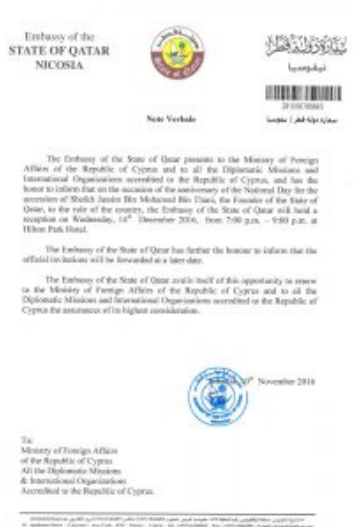 Embassy of the
STATE OF QATAR
NICOSIA
سفارة دولة قطر
نيقوسيا
سفارة دولة قطر / نيقوسيا
Note Verbale
The Embassy of the State of Qatar presents to the Ministry of Foreign
Affairs of the Republic of Cyprus and to all the Diplomatic Missions and
International Organizations accredited to the Republic of Cyprus, and has the
honor to inform that on the occasion of the anniversary of the National Day for the
accession of Sheikh Jassim Bin Mohamed Bin Thani, the Founder of the State of
Qatar, to the rule of the country, the Embassy of the State of Qatar will hold a
reception on Wednesday, 14th December 2016, from 7:00 p.m. – 9:00 p.m. at
Hilton Park Hotel.
The Embassy of the State of Qatar has further the honour to inform that the
official invitations will be forwarded at a later date.
The Embassy of the State of Qatar avails itself of this opportunity to renew
to the Ministry of Foreign Affairs of the Republic of Cyprus and to all the
Diplomatic Missions and International Organizations accredited to the Republic of
Cyprus the assurances of its highest consideration.
November 2016
To:
Ministry of Foreign Affairs
of the Republic of Cyprus
All the Diplomatic Missions
& International Organizations
Accredited to the Republic of Cyprus.